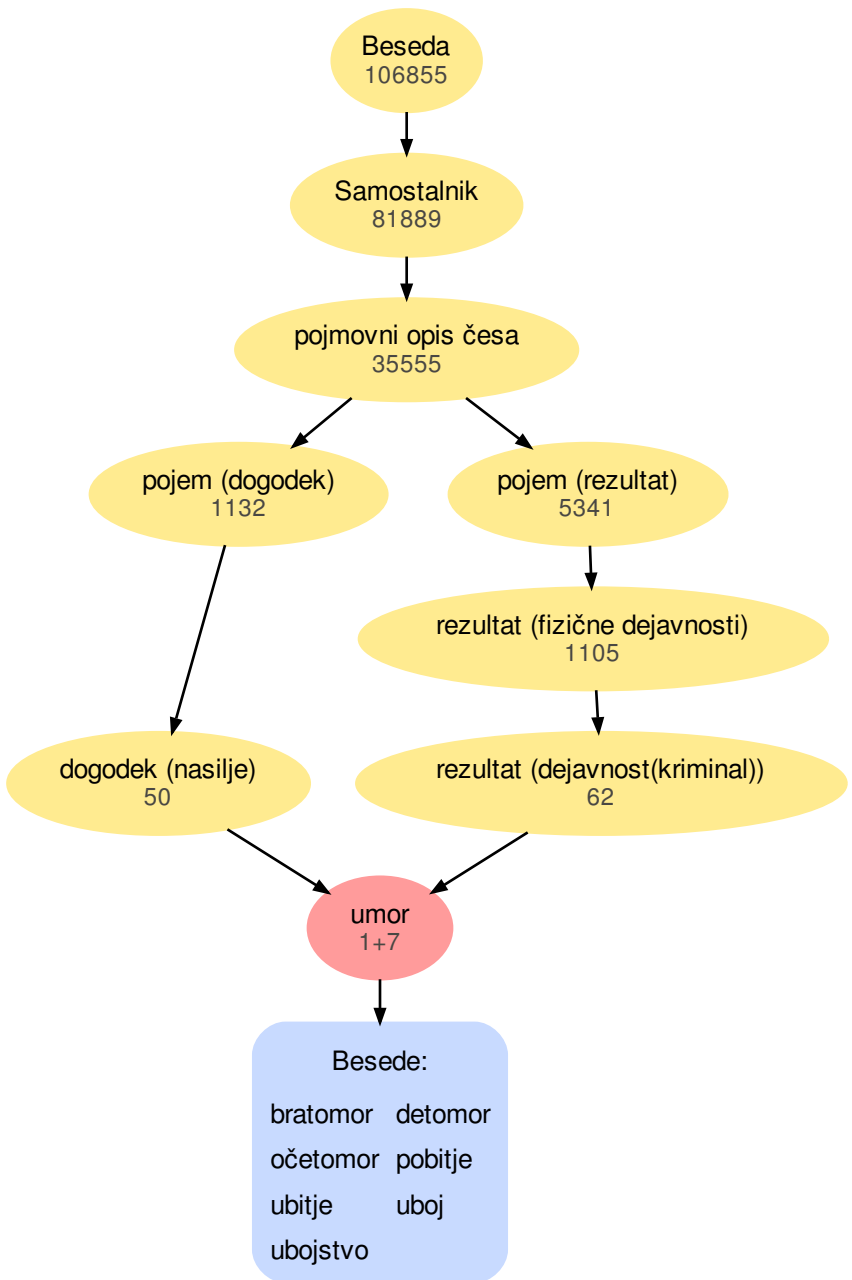 Beseda
106855
Samostalnik
81889
pojmovni opis česa
35555
pojem (dogodek)
1132
pojem (rezultat)
5341
rezultat (fizične dejavnosti)
1105
dogodek (nasilje)
50
rezultat (dejavnost(kriminal))
62
umor
1+7
Besede:
bratomor detomor
očetomor pobitje
ubitje uboj
ubojstvo